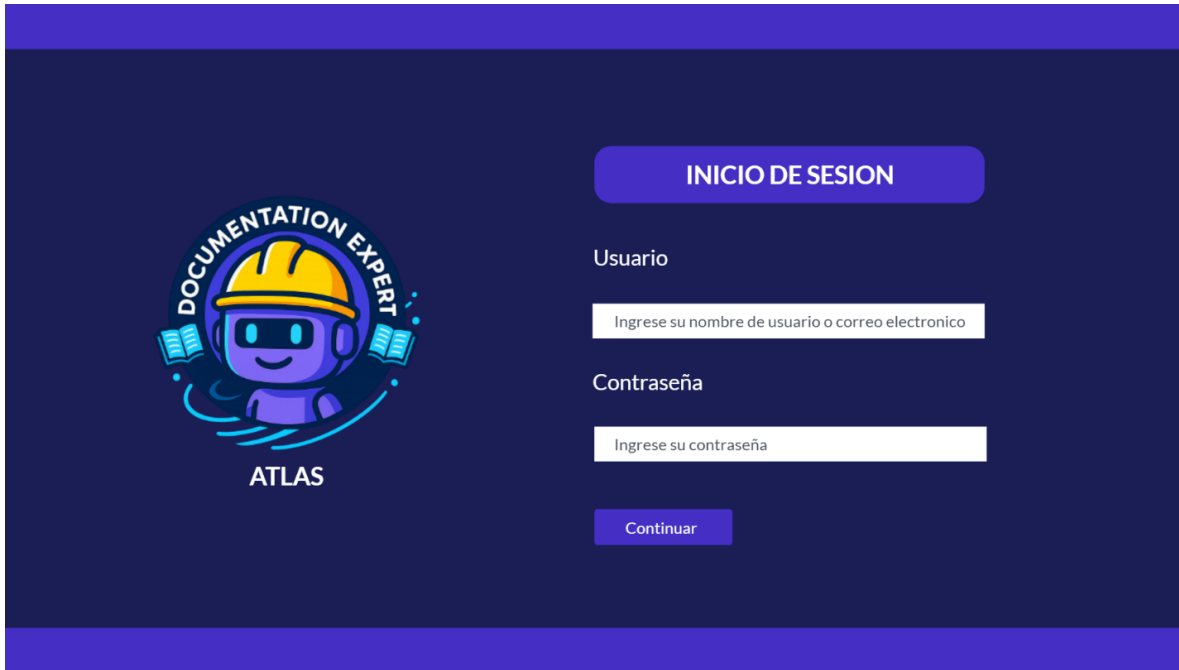 DOCUMENTATION EXPERT
ATLAS
INICIO DE SESION
Usuario
Ingrese su nombre de usuario o correo electronico
Contraseña
Ingrese su contraseña
Continuar